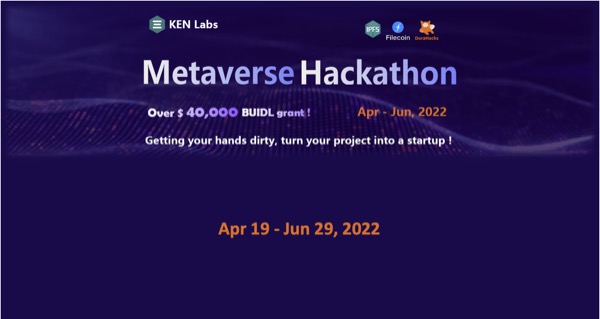 KEN Labs
IPFS
Filecoin
DoraHacks
Metaverse Hackathon
Over $ 40,000 BUIDL grant !
Apr - Jun, 2022
Getting your hands dirty, turn your project into a startup !
Apr 19 - Jun 29, 2022